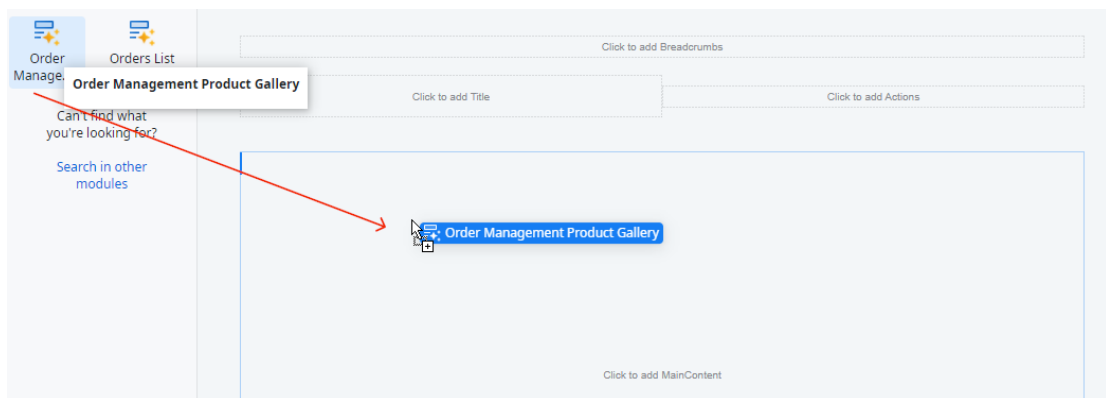 Order
Manage.
Orders List
Order Management Product Gallery
Can't find what
you're looking for?
Search in other
modules
Click to add Breadcrumbs
Click to add Title
Click to add Actions
Order Management Product Gallery
Click to add MainContent